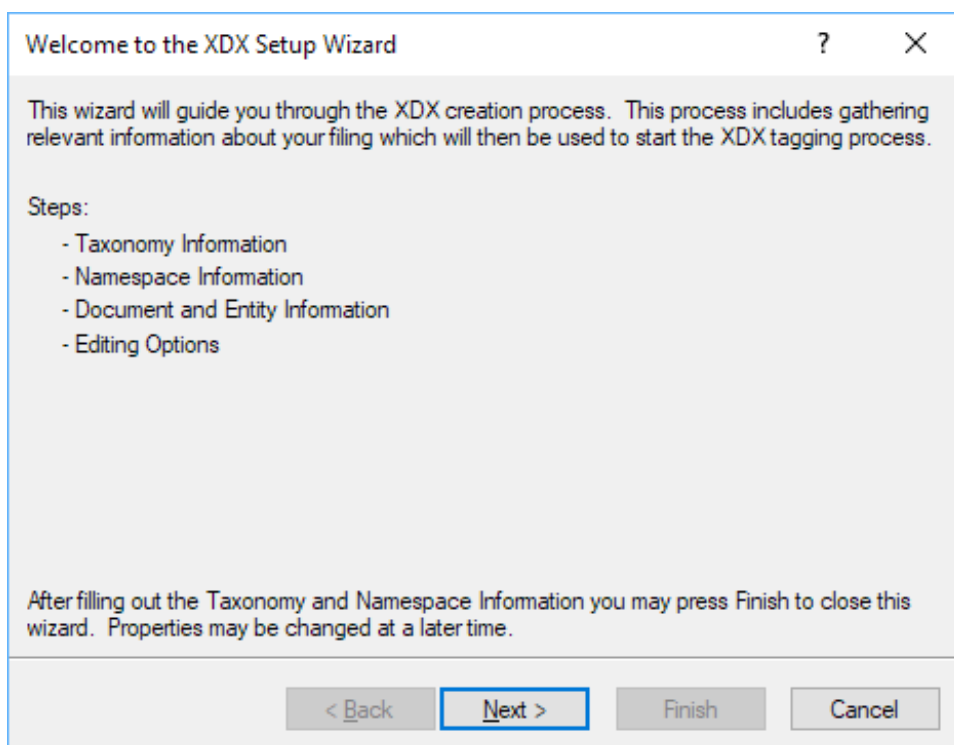 Welcome to the XDX Setup Wizard ? ×
This wizard will guide you through the XDX creation process. This process includes gathering
relevant information about your filing which will then be used to start the XDX tagging process.
Steps:
- Taxonomy Information
- Namespace Information
- Document and Entity Information
- Editing Options
After filling out the Taxonomy and Namespace Information you may press Finish to close this
wizard. Properties may be changed at a later time.
< Back Next > Finish Cancel